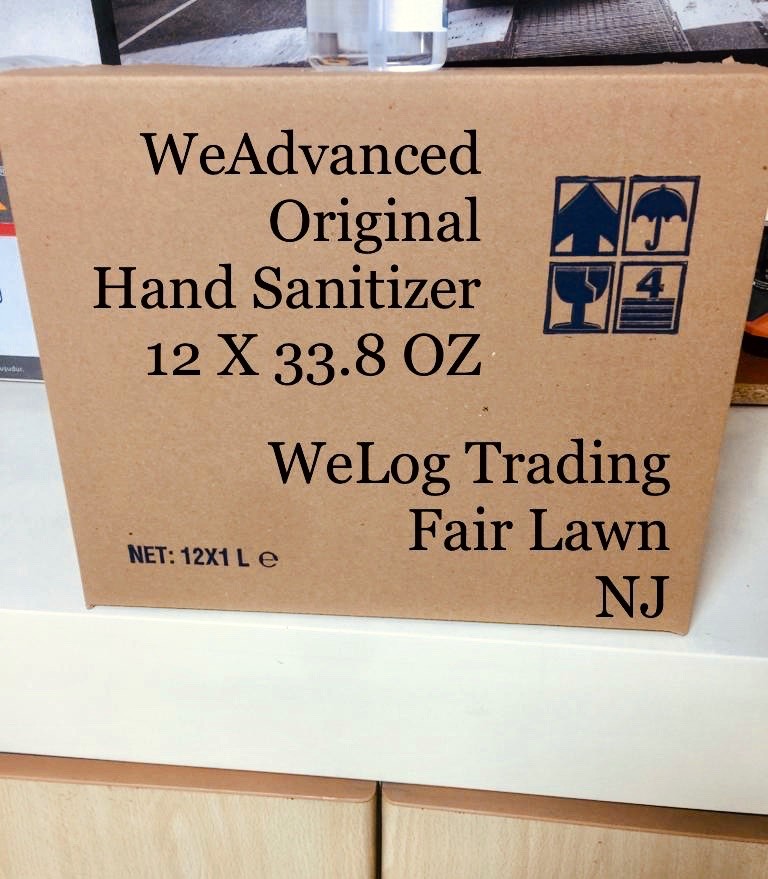 WeAdvanced
Original
Hand Sanitizer
12 X 33.8 OZ
4
WeLog Trading
Fair Lawn
NJ
NET: 12X1 L ℮